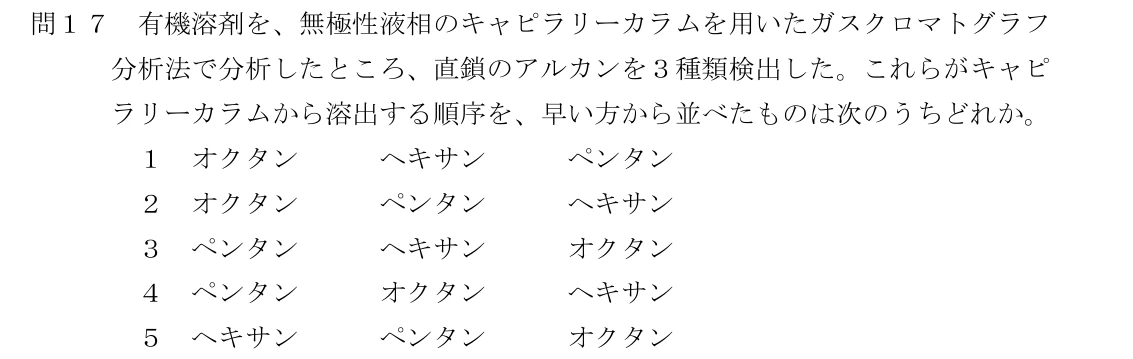 問１７　有機溶剤を、無極性液相のキャピラリーカラムを用いたガスクロマトグラフ
分析法で分析したところ、直鎖のアルカンを３種類検出した。これらがキャピ
ラリーカラムから溶出する順序を、早い方から並べたものは次のうちどれか。
１　オクタン　　　ヘキサン　　　ペンタン
２　オクタン　　　ペンタン　　　ヘキサン
３　ペンタン　　　ヘキサン　　　オクタン
４　ペンタン　　　オクタン　　　ヘキサン
５　ヘキサン　　　ペンタン　　　オクタン